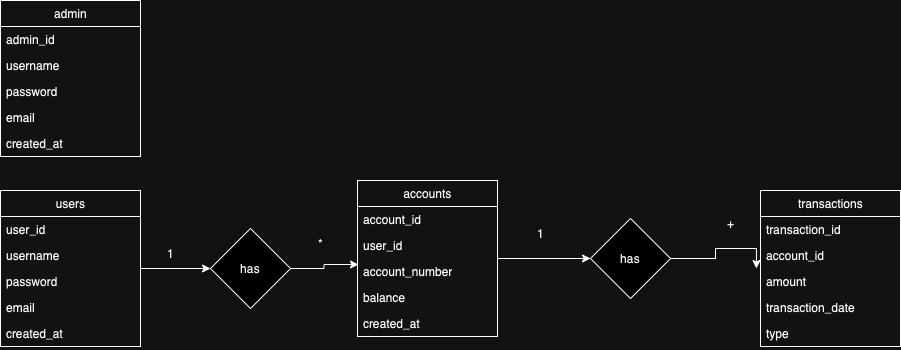 admin
admin_id
username
password
email
created_at
users
user_id
username
password
email
created_at
1
has
*
accounts
account_id
user_id
account_number
balance
created_at
1
has
+
transactions
transaction_id
account_id
amount
transaction_date
type